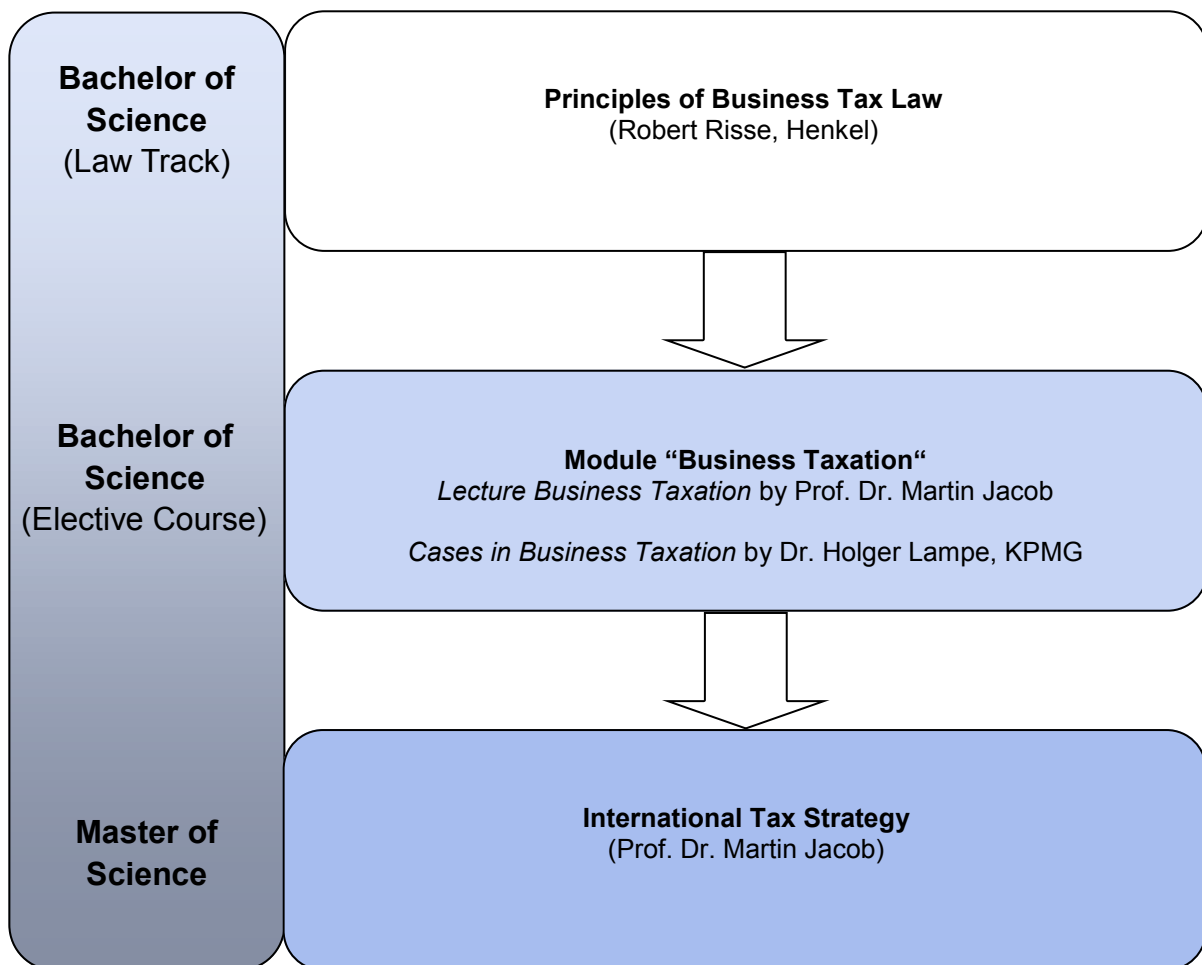 Bachelor of
Science
(Law Track)
Principles of Business Tax Law
(Robert Risse, Henkel)
Bachelor of
Science
(Elective Course)
Module “Business Taxation“
Lecture Business Taxation by Prof. Dr. Martin Jacob
Cases in Business Taxation by Dr. Holger Lampe, KPMG
Master of
Science
International Tax Strategy
(Prof. Dr. Martin Jacob)